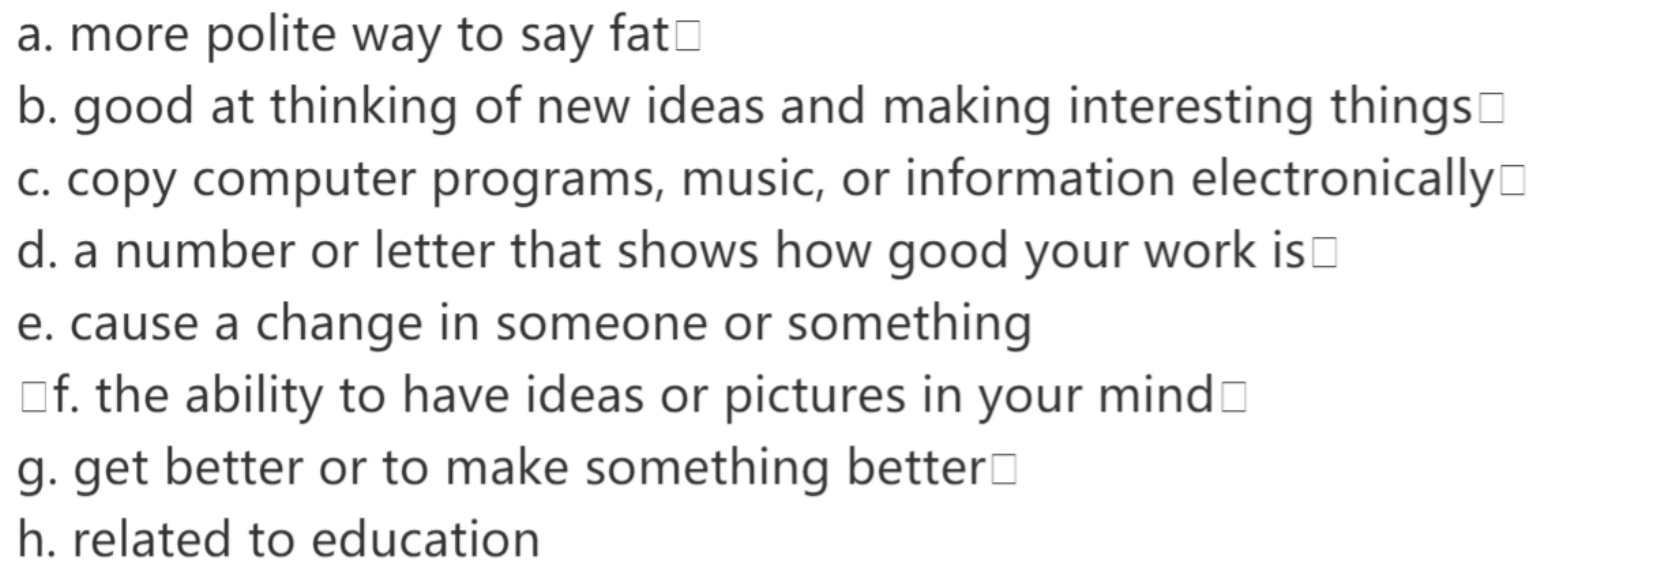 a. more polite way to say fat□
b. good at thinking of new ideas and making interesting things□
c. copy computer programs, music, or information electronically□
d. a number or letter that shows how good your work is□
e. cause a change in someone or something
□f. the ability to have ideas or pictures in your mind□
g. get better or to make something better□
h. related to education